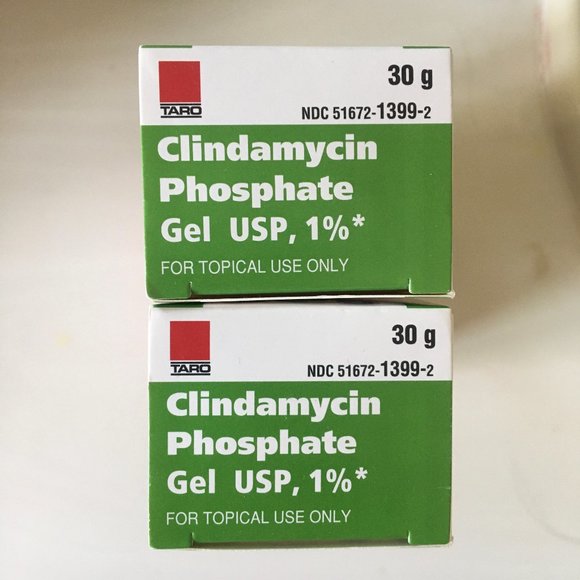 TARO
30 g
NDC 51672-1399-2
Clindamycin
Phosphate
Gel USP, 1%*
FOR TOPICAL USE ONLY
TARO
30 g
NDC 51672-1399-2
Clindamycin
Phosphate
Gel USP, 1%*
FOR TOPICAL USE ONLY